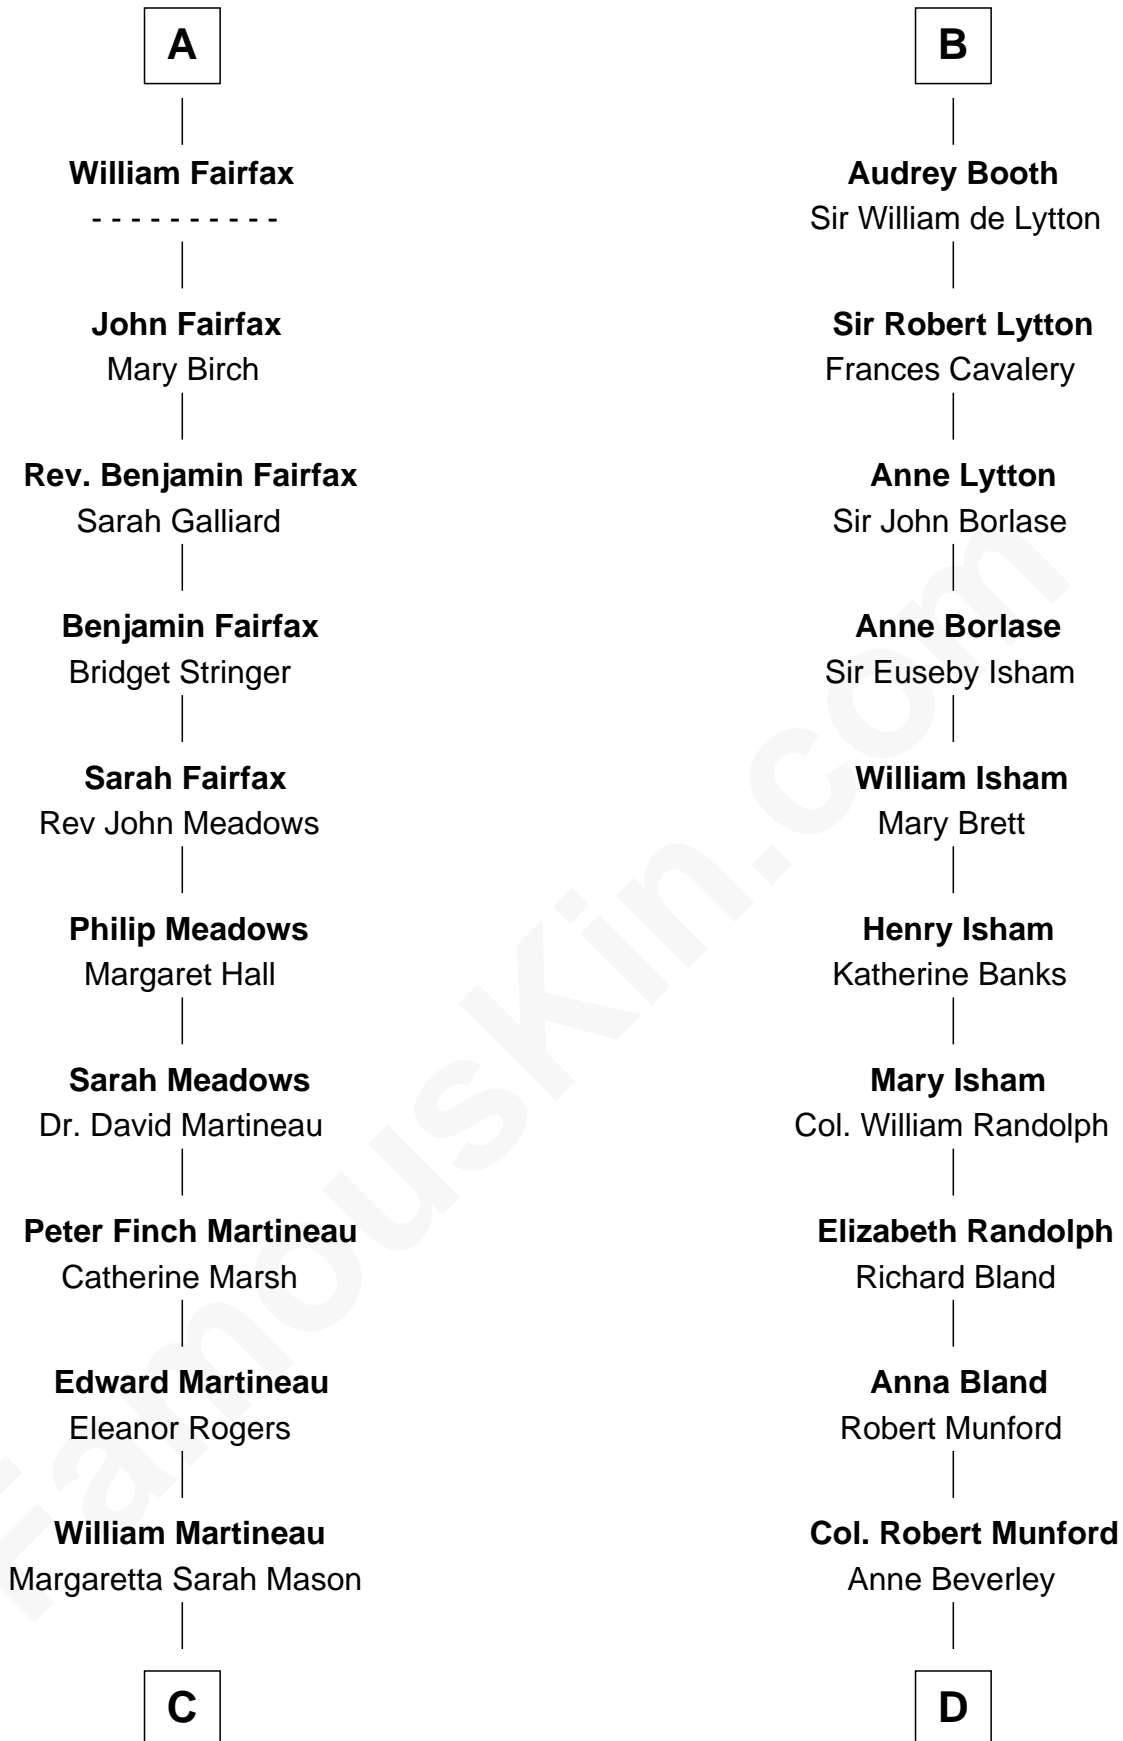 A
William Fairfax
- - - - - - - - - -
John Fairfax
Mary Birch
Rev. Benjamin Fairfax
Sarah Galliard
Benjamin Fairfax
Bridget Stringer
Sarah Fairfax
Rev John Meadows
Philip Meadows
Margaret Hall
Sarah Meadows
Dr. David Martineau
Peter Finch Martineau
Catherine Marsh
Edward Martineau
Eleanor Rogers
William Martineau
Margaretta Sarah Mason
C
B
Audrey Booth
Sir William de Lytton
Sir Robert Lytton
Frances Cavalery
Anne Lytton
Sir John Borlase
Anne Borlase
Sir Euseby Isham
William Isham
Mary Brett
Henry Isham
Katherine Banks
Mary Isham
Col. William Randolph
Elizabeth Randolph
Richard Bland
Anna Bland
Robert Munford
Col. Robert Munford
Anne Beverley
D
FamousKin.com